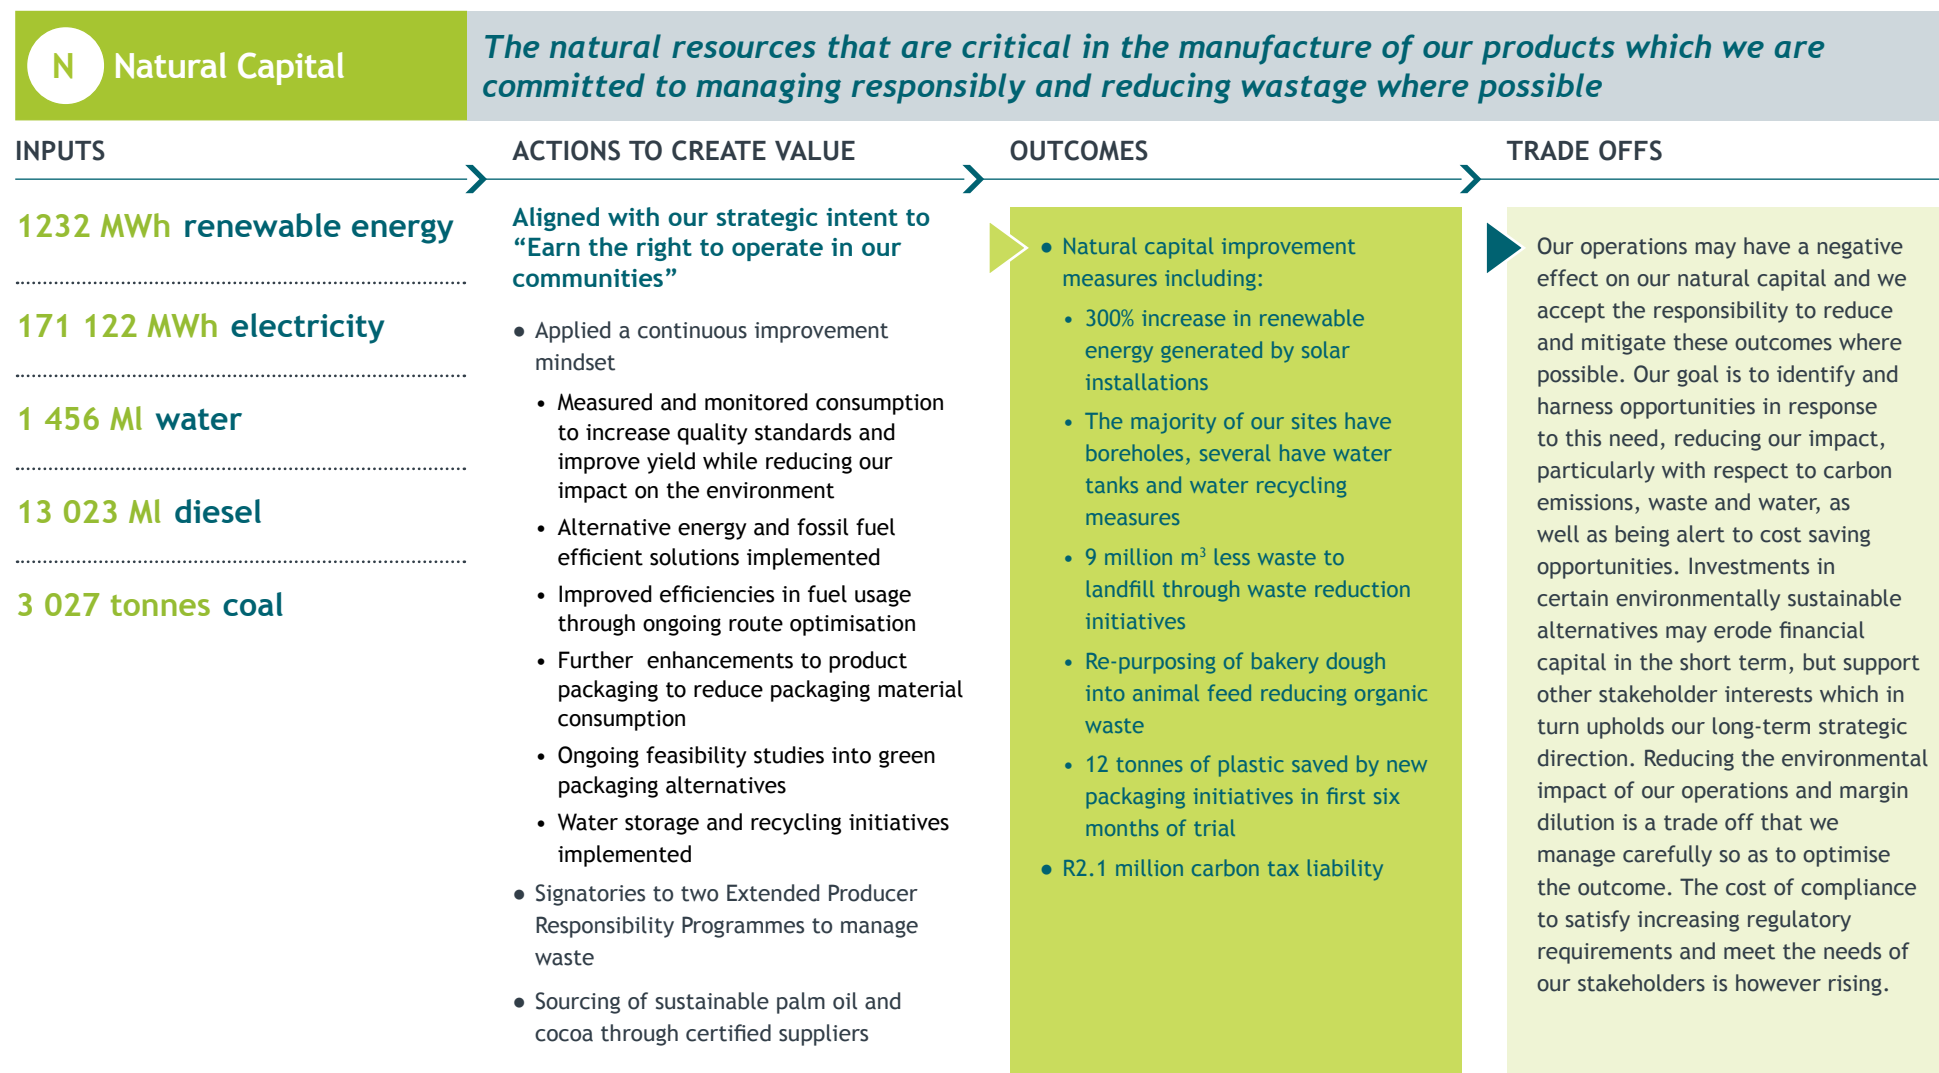 N Natural Capital
The natural resources that are critical in the manufacture of our products which we are
committed to managing responsibly and reducing wastage where possible
INPUTS
1232 MWh renewable energy
171 122 MWh electricity
1 456 Ml water
13 023 Ml diesel
3 027 tonnes coal
ACTIONS TO CREATE VALUE
Aligned with our strategic intent to
“Earn the right to operate in our
communities”
● Applied a continuous improvement
mindset
• Measured and monitored consumption
to increase quality standards and
improve yield while reducing our
impact on the environment
• Alternative energy and fossil fuel
efficient solutions implemented
• Improved efficiencies in fuel usage
through ongoing route optimisation
• Further enhancements to product
packaging to reduce packaging material
consumption
• Ongoing feasibility studies into green
packaging alternatives
• Water storage and recycling initiatives
implemented
● Signatories to two Extended Producer
Responsibility Programmes to manage
waste
● Sourcing of sustainable palm oil and
cocoa through certified suppliers
OUTCOMES
● Natural capital improvement
measures including:
• 300% increase in renewable
energy generated by solar
installations
• The majority of our sites have
boreholes, several have water
tanks and water recycling
measures
• 9 million m³ less waste to
landfill through waste reduction
initiatives
• Re-purposing of bakery dough
into animal feed reducing organic
waste
• 12 tonnes of plastic saved by new
packaging initiatives in first six
months of trial
● R2.1 million carbon tax liability
TRADE OFFS
Our operations may have a negative
effect on our natural capital and we
accept the responsibility to reduce
and mitigate these outcomes where
possible. Our goal is to identify and
harness opportunities in response
to this need, reducing our impact,
particularly with respect to carbon
emissions, waste and water, as
well as being alert to cost saving
opportunities. Investments in
certain environmentally sustainable
alternatives may erode financial
capital in the short term, but support
other stakeholder interests which in
turn upholds our long-term strategic
direction. Reducing the environmental
impact of our operations and margin
dilution is a trade off that we
manage carefully so as to optimise
the outcome. The cost of compliance
to satisfy increasing regulatory
requirements and meet the needs of
our stakeholders is however rising.